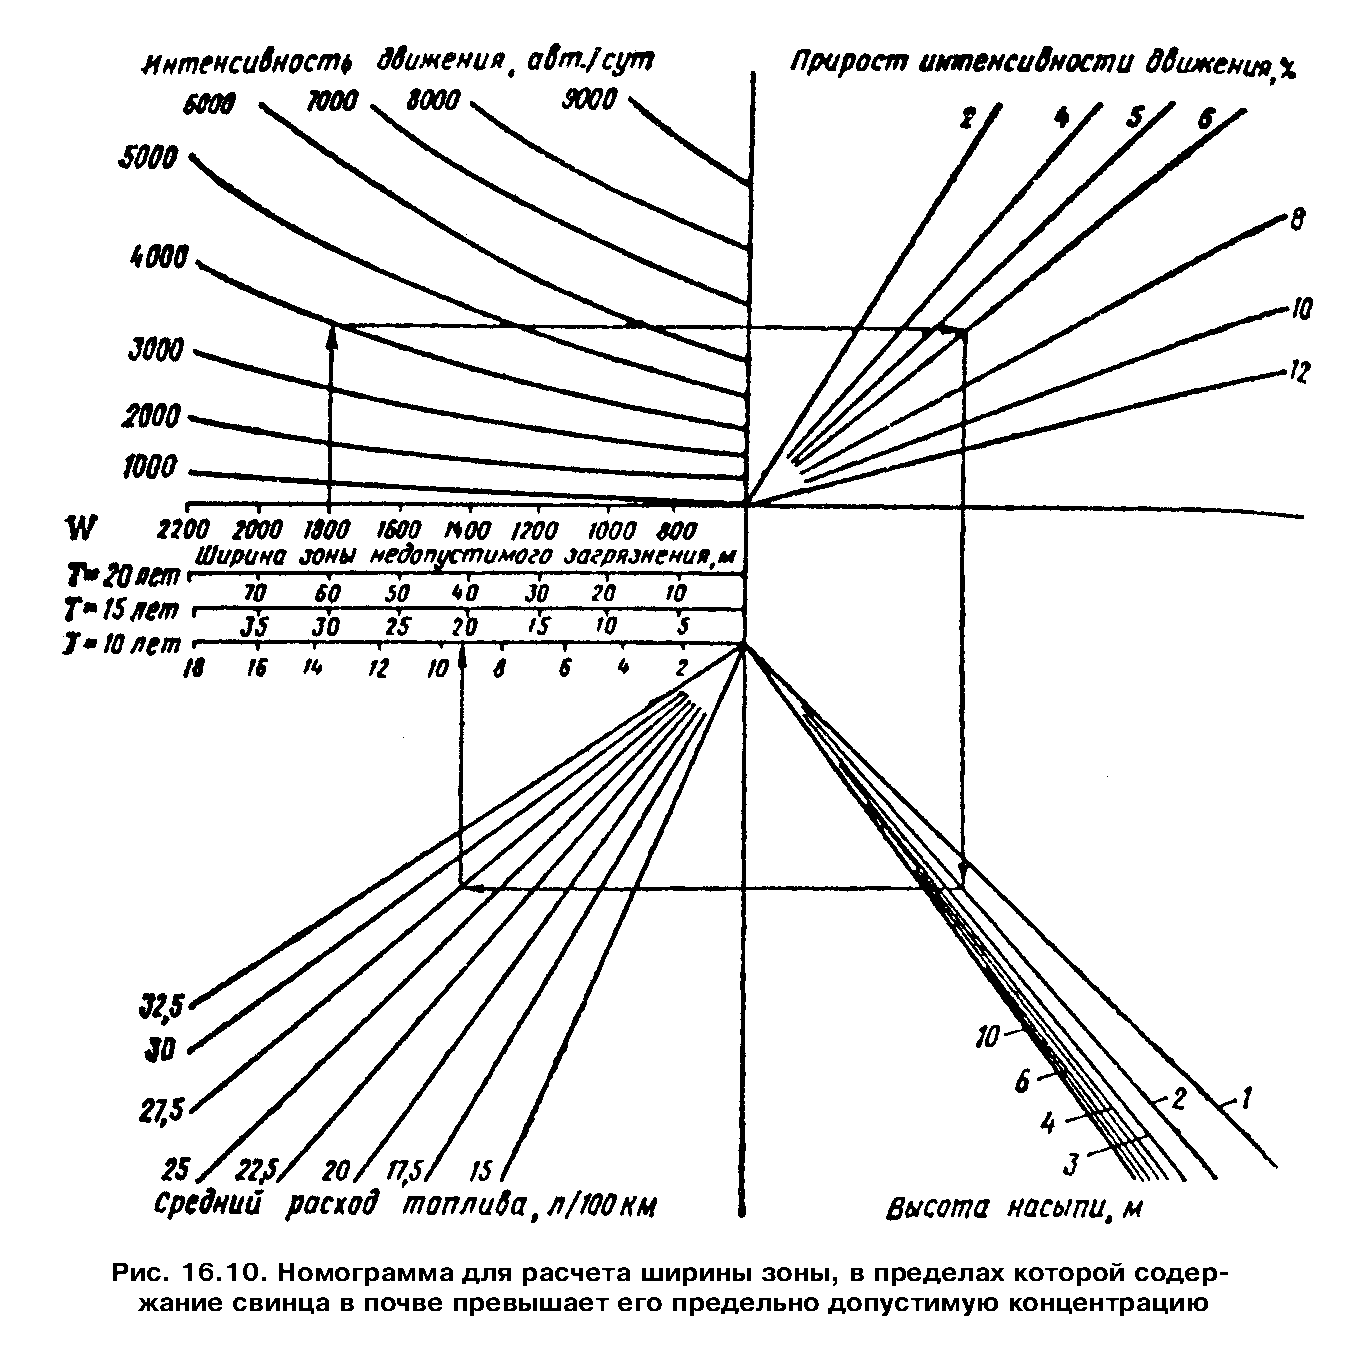 Интенсивность движения, авт./сут
Прирост интенсивности движения,%
6000 7000 8000 9000
2 4 5 6
5000
8
4000
10
3000
12
2000
1000
W 2200 2000 1800 1600 1400 1200 1000 800
Ширина зоны недопустимого загрязнения, м
T=20 лет
70 60 50 40 30 20 10
T=15 лет
35 30 25 20 15 10 5
T=10 лет
18 16 14 12 10 8 6 4 2
32,5
30
27,5
25 22,5 20 17,5 15
10
6
4
3
2
1
Средний расход топлива, л/100 км
Высота насыпи, м
Рис. 16.10. Номограмма для расчета ширины зоны, в пределах которой содер-
жание свинца в почве превышает его предельно допустимую концентрацию